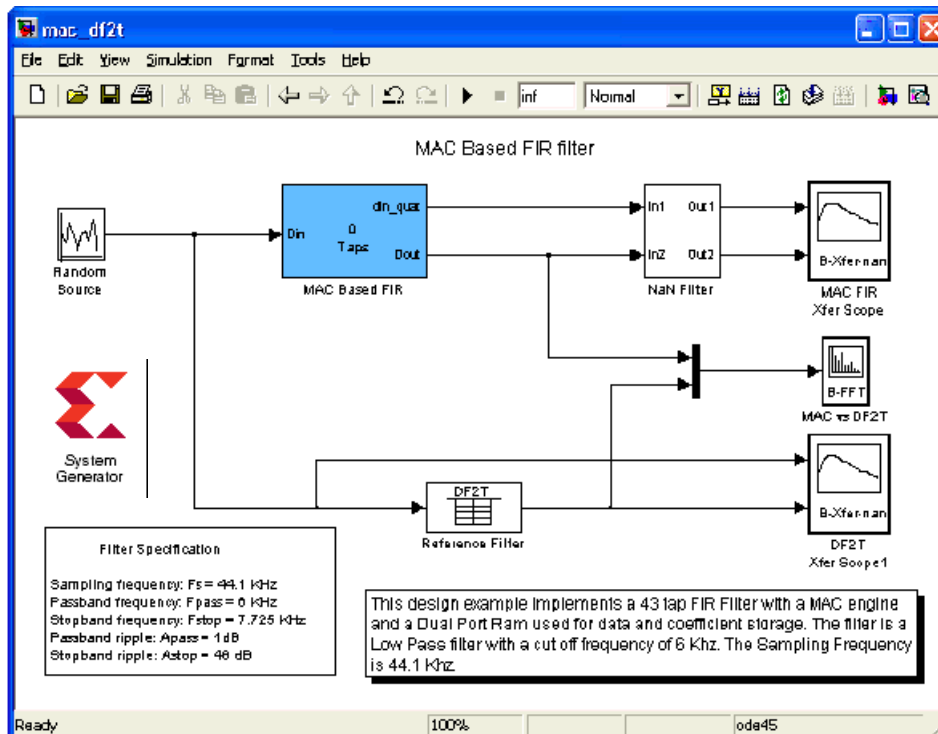 mac_df2t
File Edit View Simulation Format Tools Help
inf Normal
MAC Based FIR filter
Random
Source
Din
0
Taps
din_quat
Dout
MAC Based FIR
In1 Out1
In2 Out2
NaN Filter
B-Xfer-nan
MAC FIR
Xfer Scope
B-FFT
MAC vs DF2T
System
Generator
DF2T
Reference Filter
B-Xfer-nan
DF2T
Xfer Scope1
Filter Specification
Sampling frequency: Fs = 44.1 KHz
Passband frequency: Fpass = 6 KHz
Stopband frequency: Fstop = 7.725 KHz
Passband ripple: Apass = 1dB
Stopband ripple: Astop = 46 dB
This design example implements a 43 tap FIR Filter with a MAC engine
and a Dual Port Ram used for data and coefficient storage. The filter is a
Low Pass filter with a cut off frequency of 6 Khz. The Sampling Frequency
is 44.1 Khz.
Ready 100% ode45